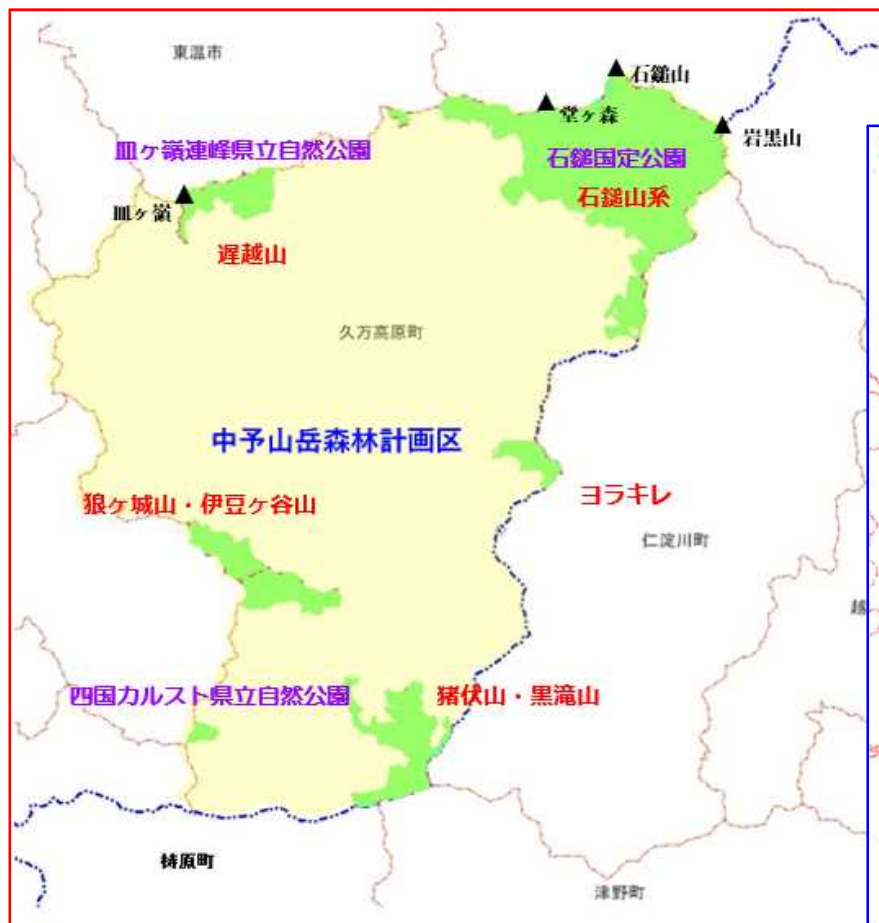 東温市
石鎚山
堂ヶ森
岩黒山
皿ヶ嶺連峰県立自然公園
石鎚国定公園
石鎚山系
皿ヶ嶺
遅越山
久万高原町
中予山岳森林計画区
ヨラキレ
狼ヶ城山・伊豆ヶ谷山
仁淀川町
越
四国カルスト県立自然公園
猪伏山・黒滝山
梼原町
津野町